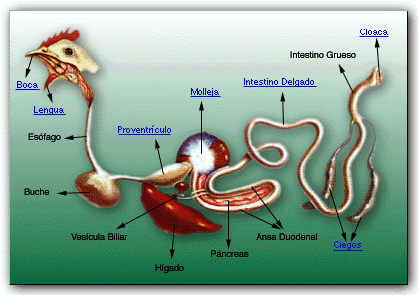 Cloaca
Intestino Grueso
Boca
Molleja
Intestino Delgado
Lengua
Proventrículo
Esófago
Buche
Vesícula Biliar
Ansa Duodenal
Ciegos
Páncreas
Hígado